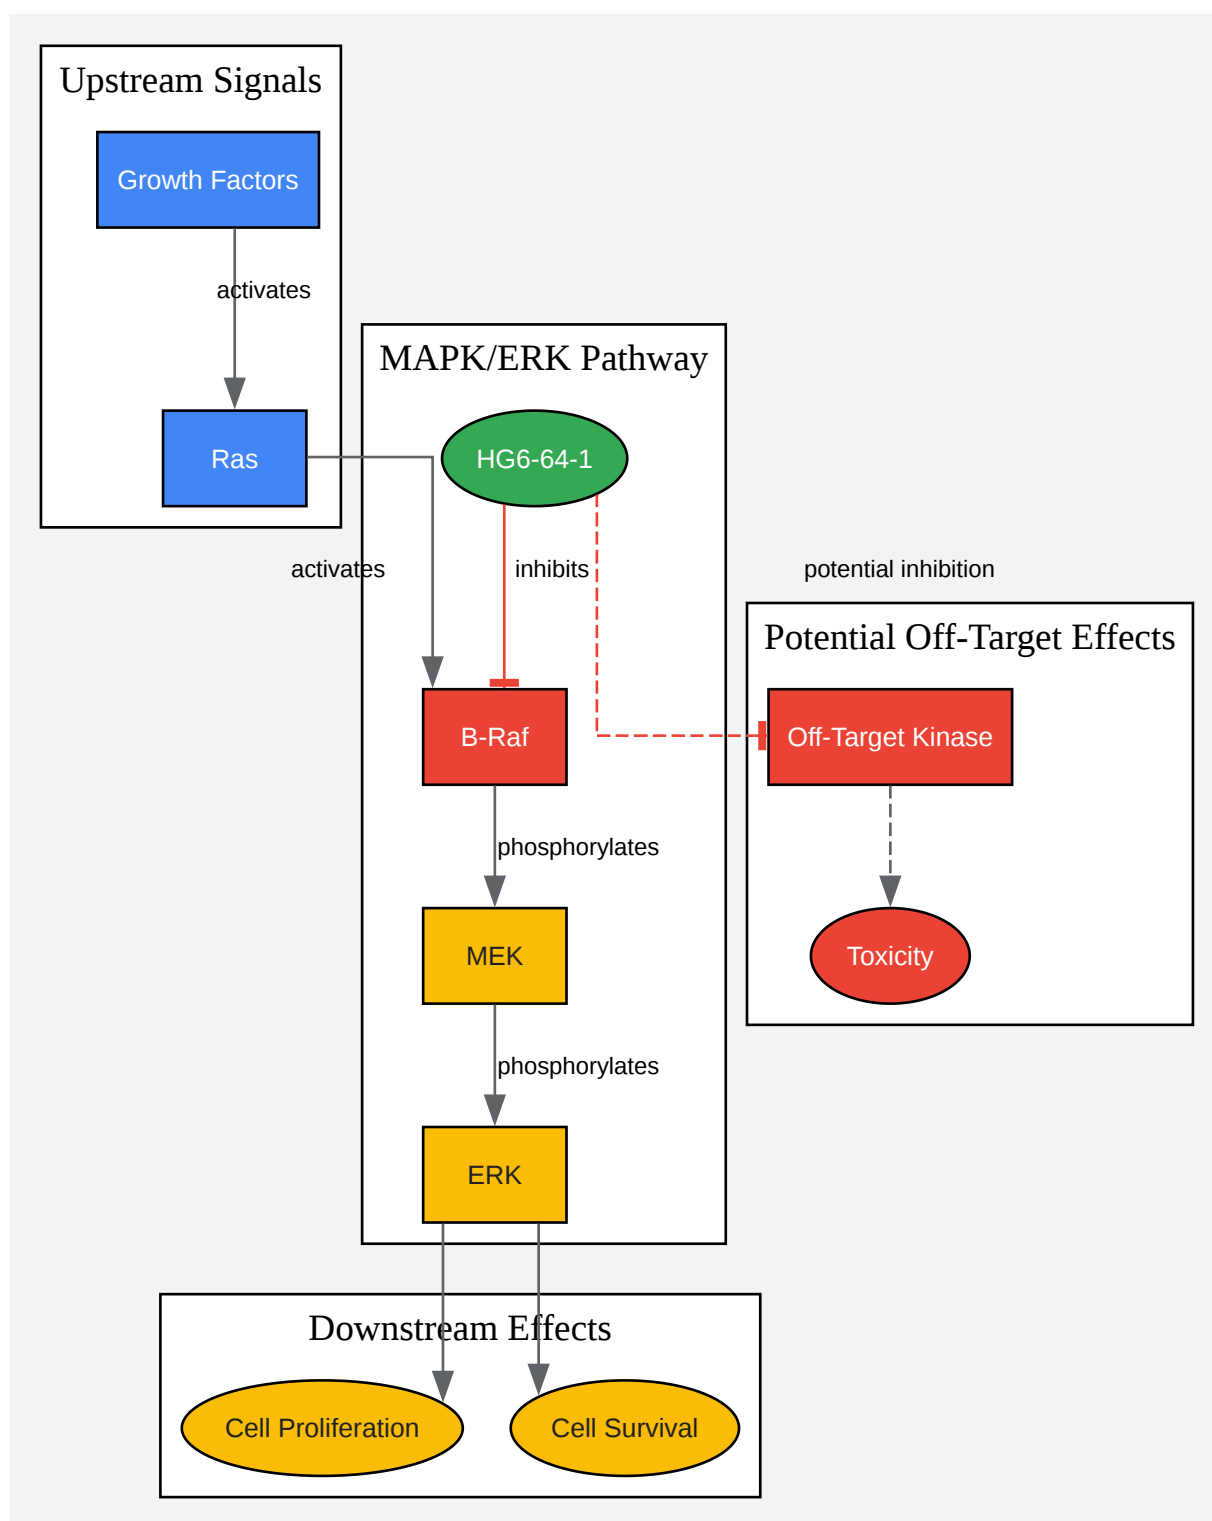 Upstream Signals
Growth Factors
activates
Ras
MAPK/ERK Pathway
HG6-64-1
activates
inhibits
potential inhibition
Potential Off-Target Effects
B-Raf
Off-Target Kinase
phosphorylates
MEK
Toxicity
phosphorylates
ERK
Downstream Effects
Cell Proliferation
Cell Survival